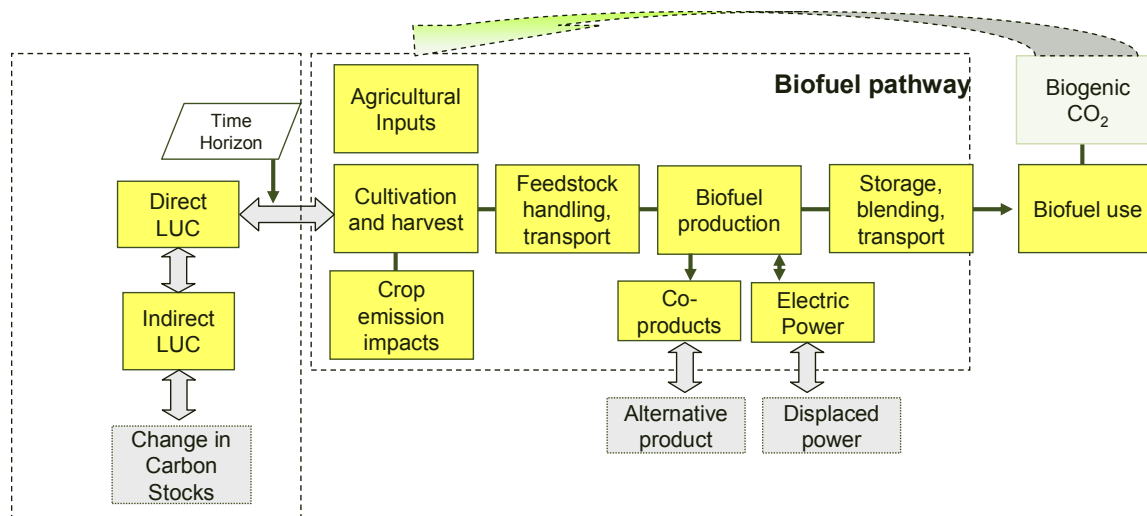 Biofuel pathway
Biogenic
CO₂
Agricultural
Inputs
Time
Horizon
Direct
LUC
Cultivation
and harvest
Feedstock
handling,
transport
Biofuel
production
Storage,
blending,
transport
Biofuel use
Indirect
LUC
Crop
emission
impacts
Co-
products
Electric
Power
Change in
Carbon
Stocks
Alternative
product
Displaced
power